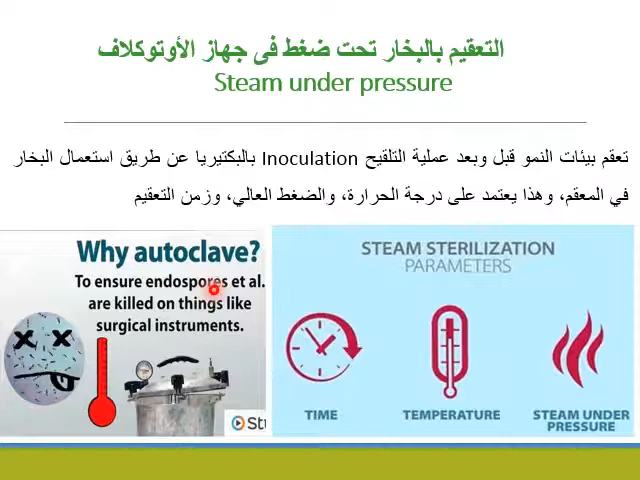 التعقيم بالبخار تحت ضغط فى جهاز الأوتوكلاف
Steam under pressure
تعقم بيئات النمو قبل وبعد عملية التلقيح Inoculation بالبكتيريا عن طريق استعمال البخار
في المعقم، وهذا يعتمد على درجة الحرارة، والضغط العالي، وزمن التعقيم
Why autoclave?
To ensure endospores et al.
are killed on things like
surgical instruments.
STEAM STERILIZATION
PARAMETERS
TIME
TEMPERATURE
STEAM UNDER
PRESSURE